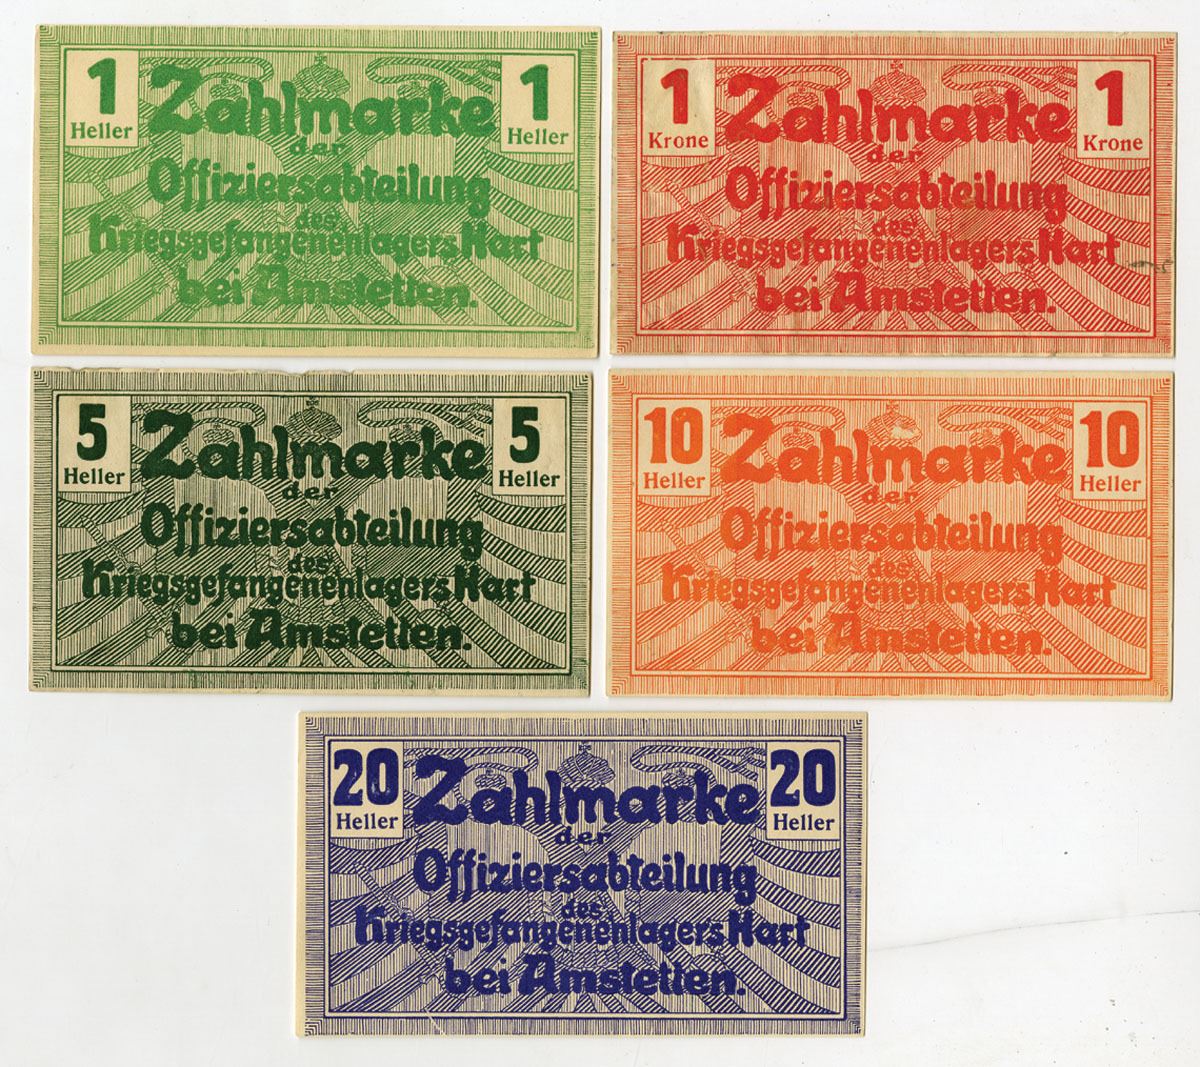 1 Heller
Zahlmarke
1 Heller
der
Offiziersabteilung
des
Kriegsgefangenenlagers Hart
bei Amstetten.
1 Krone
Zahlmarke
1 Krone
der
Offiziersabteilung
des
Kriegsgefangenenlagers Hart
bei Amstetten.
5 Heller
Zahlmarke
5 Heller
der
Offiziersabteilung
des
Kriegsgefangenenlagers Hart
bei Amstetten.
10 Heller
Zahlmarke
10 Heller
der
Offiziersabteilung
des
Kriegsgefangenenlagers Hart
bei Amstetten.
20 Heller
Zahlmarke
20 Heller
der
Offiziersabteilung
des
Kriegsgefangenenlagers Hart
bei Amstetten.